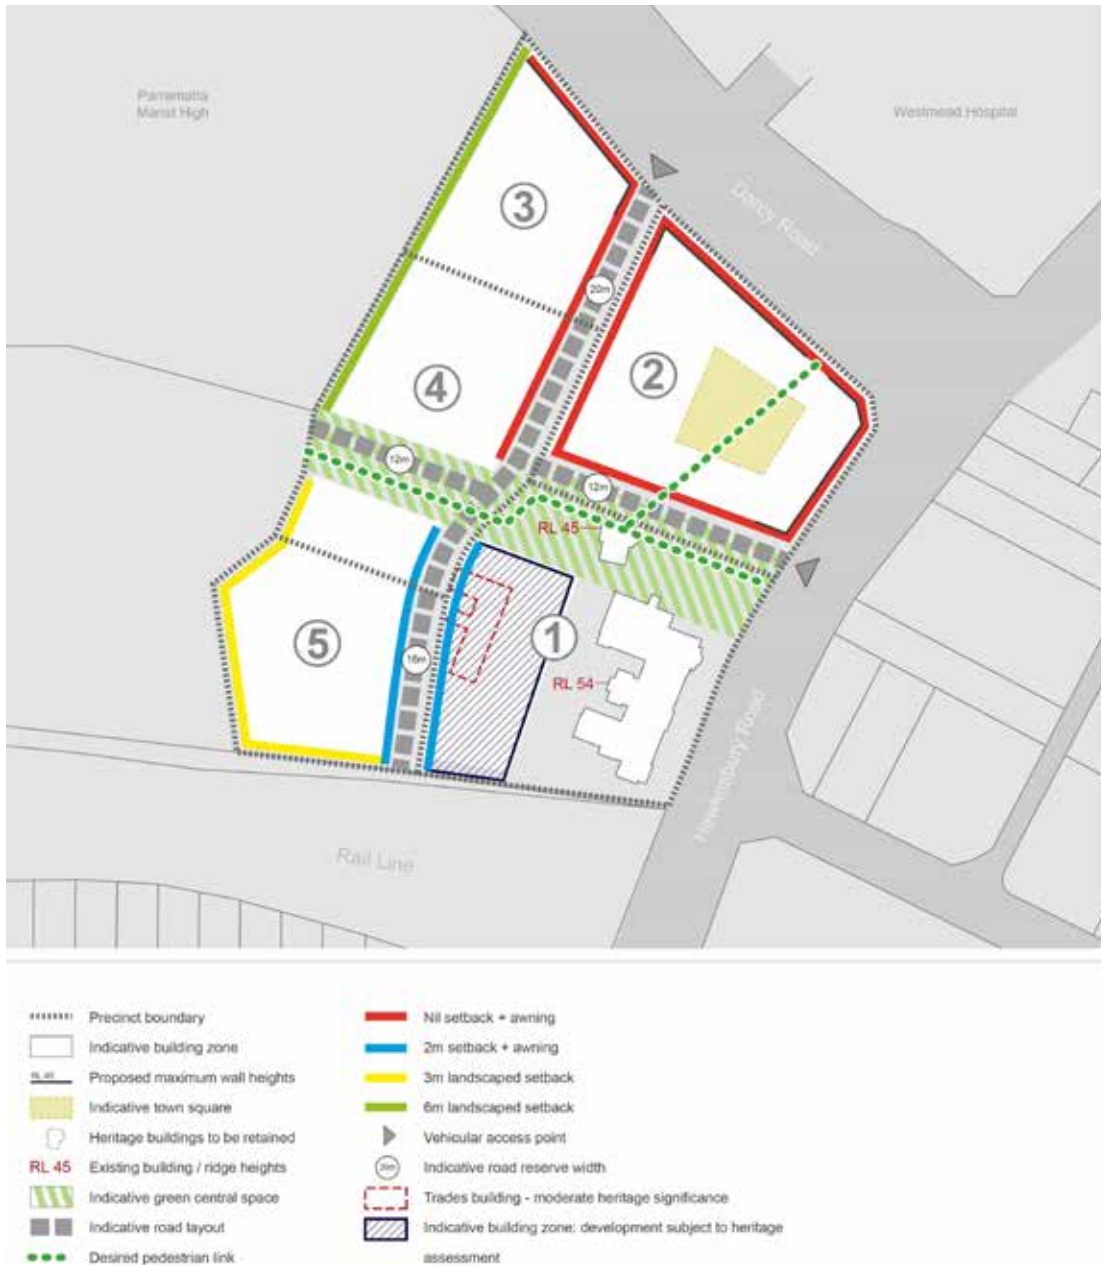 Parramatta
Marist High
Westmead Hospital
Darcy Road
3
20m
2
4
12m
12m
RL 45
1
5
16m
RL 54
Hawkesbury Road
Rail Line
Precinct boundary
Indicative building zone
RL 45
Proposed maximum wall heights
Indicative town square
Heritage buildings to be retained
RL 45
Existing building / ridge heights
Indicative green central space
Indicative road layout
Desired pedestrian link
Nil setback + awning
2m setback + awning
3m landscaped setback
6m landscaped setback
Vehicular access point
20m
Indicative road reserve width
Trades building - moderate heritage significance
Indicative building zone: development subject to heritage
assessment